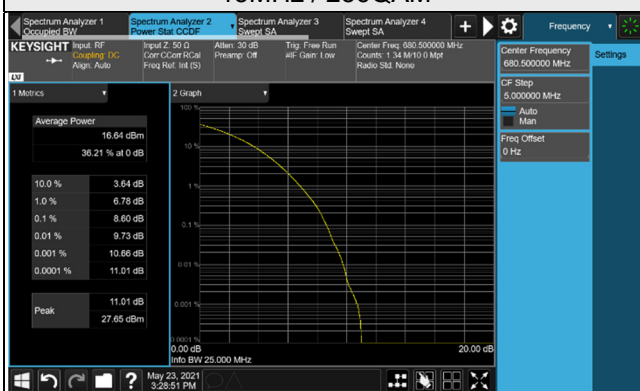 Spectrum Analyzer 1
Occupied BW
Spectrum Analyzer 2
Power Stat CCDF
Spectrum Analyzer 3
Swept SA
Spectrum Analyzer 4
Swept SA
Frequency
KEYSIGHT
Input: RF
Coupling: DC
Align: Auto
Input Z: 50 Ω
Corr CCorr RCal
Freq Ref: Int (S)
Atten: 30 dB
Preamp: Off
Trig: Free Run
#IF Gain: Low
Center Freq: 680.500000 MHz
Counts: 1.34 M/10.0 Mpt
Radio Std: None
LXI
Center Frequency
680.500000 MHz
Settings
CF Step
5.000000 MHz
Auto
Man
Freq Offset
0 Hz
1 Metrics
2 Graph
Average Power
16.64 dBm
36.21 % at 0 dB
10.0 % 3.64 dB
1.0 % 6.78 dB
0.1 % 8.60 dB
0.01 % 9.73 dB
0.001 % 10.66 dB
0.0001 % 11.01 dB
Peak
11.01 dB
27.65 dBm
100 %
10 %
1 %
0.1 %
0.01 %
0.001 %
0.0001 %
0.00 dB
20.00 dB
Info BW 25.000 MHz
May 23, 2021
3:28:51 PM